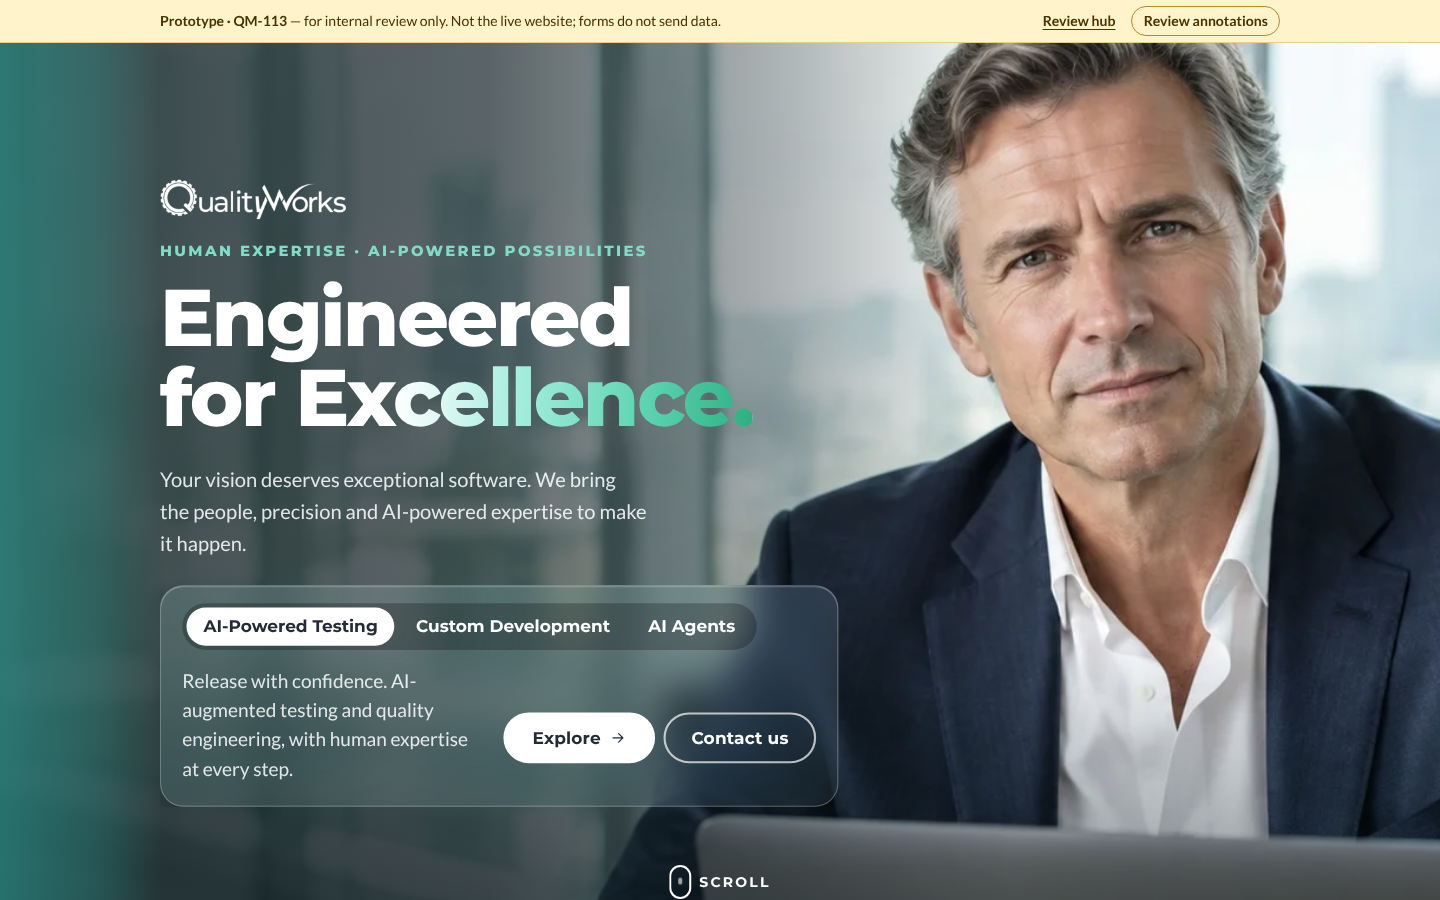 Prototype · QM-113 — for internal review only. Not the live website; forms do not send data.
Review hub
Review annotations
QualityWorks
HUMAN EXPERTISE · AI-POWERED POSSIBILITIES
Engineered
for Excellence.
Your vision deserves exceptional software. We bring
the people, precision and AI-powered expertise to make
it happen.
AI-Powered Testing
Custom Development
AI Agents
Release with confidence. AI-
augmented testing and quality
engineering, with human expertise
at every step.
Explore →
Contact us
SCROLL